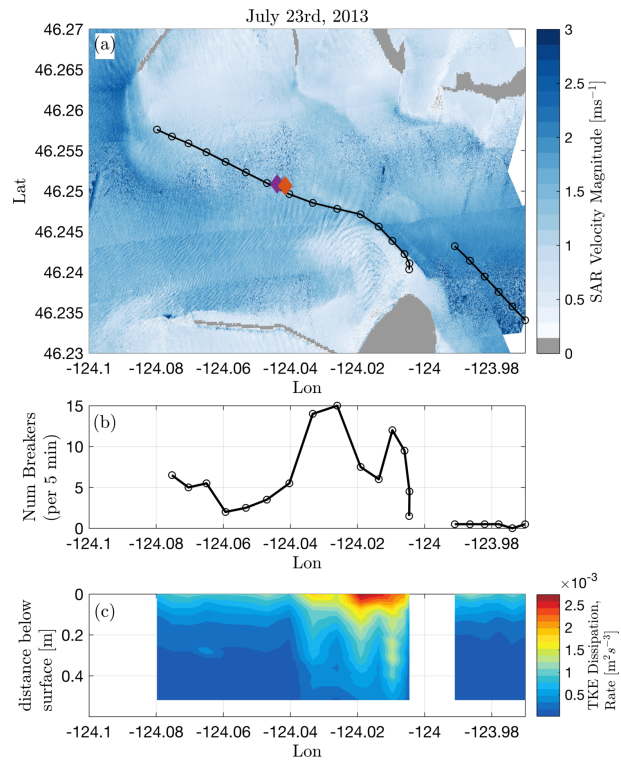 July 23rd, 2013
(a)
46.27
46.265
46.26
46.255
46.25
46.245
46.24
46.235
46.23
Lat
-124.1 -124.08 -124.06 -124.04 -124.02 -124 -123.98
Lon
3
2.5
2
1.5
1
0.5
0
SAR Velocity Magnitude [ms⁻¹]
(b)
15
10
5
0
Num Breakers
(per 5 min)
-124.1 -124.08 -124.06 -124.04 -124.02 -124 -123.98
Lon
(c)
0
0.2
0.4
distance below
surface [m]
-124.1 -124.08 -124.06 -124.04 -124.02 -124 -123.98
Lon
×10⁻³
2.5
2
1.5
1
0.5
TKE Dissipation,
Rate [m²s⁻³]